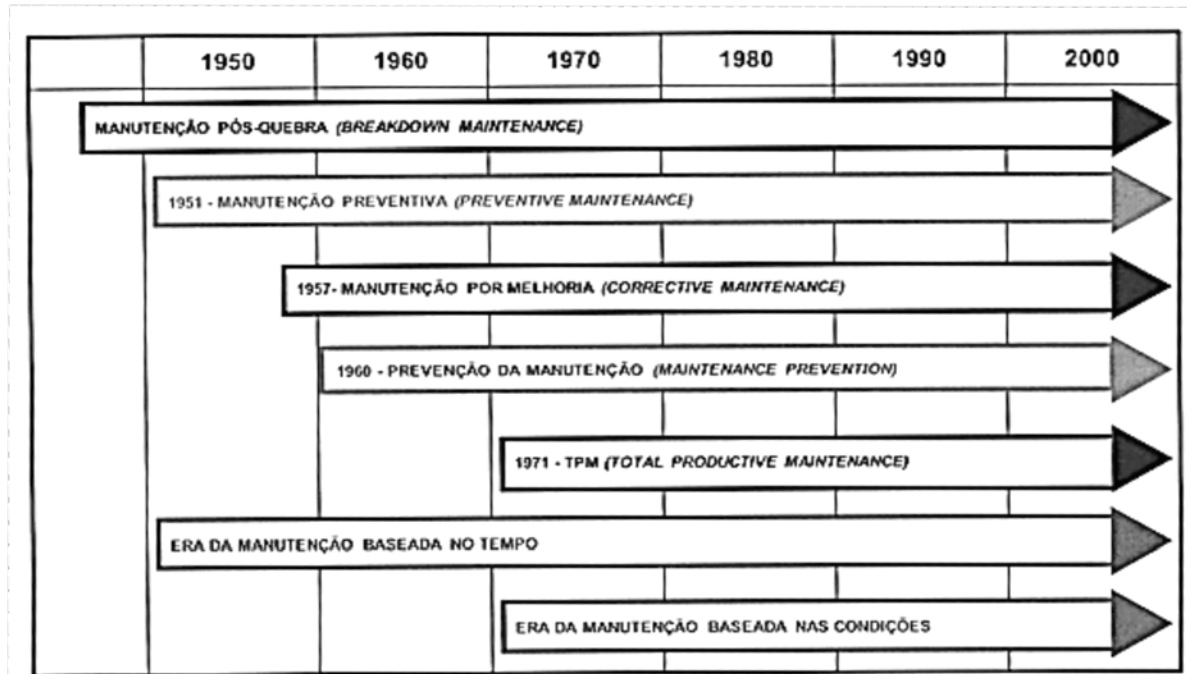 1950 1960 1970 1980 1990 2000
MANUTENÇÃO PÓS-QUEBRA (BREAKDOWN MAINTENANCE)
1951 - MANUTENÇÃO PREVENTIVA (PREVENTIVE MAINTENANCE)
1957- MANUTENÇÃO POR MELHORIA (CORRECTIVE MAINTENANCE)
1960 - PREVENÇÃO DA MANUTENÇÃO (MAINTENANCE PREVENTION)
1971 - TPM (TOTAL PRODUCTIVE MAINTENANCE)
ERA DA MANUTENÇÃO BASEADA NO TEMPO
ERA DA MANUTENÇÃO BASEADA NAS CONDIÇÕES